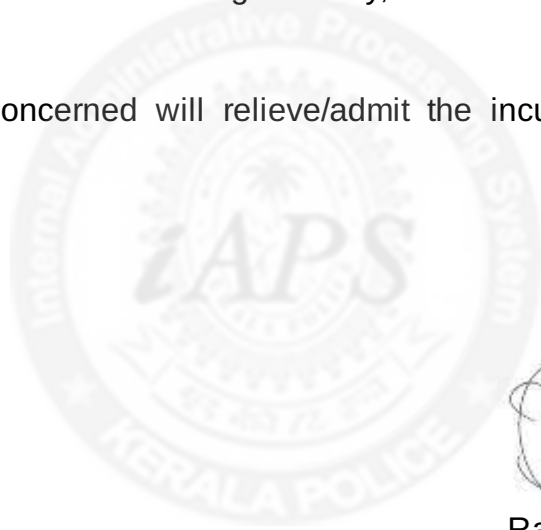 oncerned will relieve/admit the incu
Internal Administrative Processing System
iAPS
KERALA POLICE
Ra